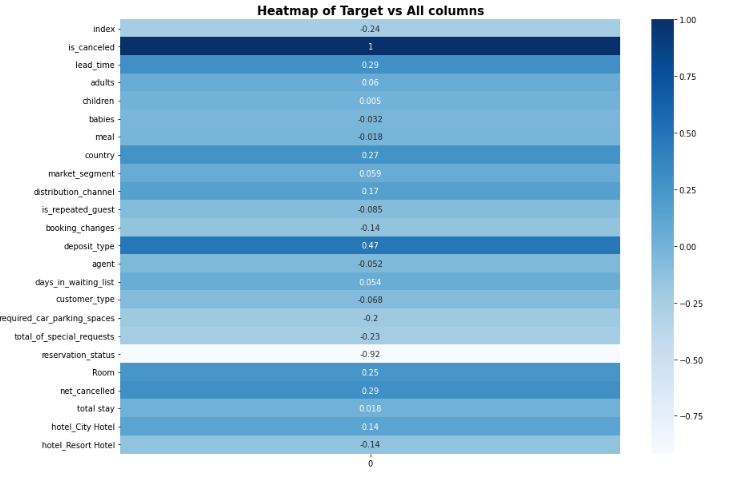 Heatmap of Target vs All columns
index -0.24
is_canceled 1
lead_time 0.29
adults 0.06
children 0.005
babies -0.032
meal -0.018
country 0.27
market_segment 0.059
distribution_channel 0.17
is_repeated_guest -0.085
booking_changes -0.14
deposit_type 0.47
agent -0.052
days_in_waiting_list 0.054
customer_type -0.068
required_car_parking_spaces -0.2
total_of_special_requests -0.23
reservation_status -0.92
Room 0.25
net_cancelled 0.29
total stay 0.018
hotel_City Hotel 0.14
hotel_Resort Hotel -0.14
0
1.00
0.75
0.50
0.25
0.00
−0.25
−0.50
−0.75